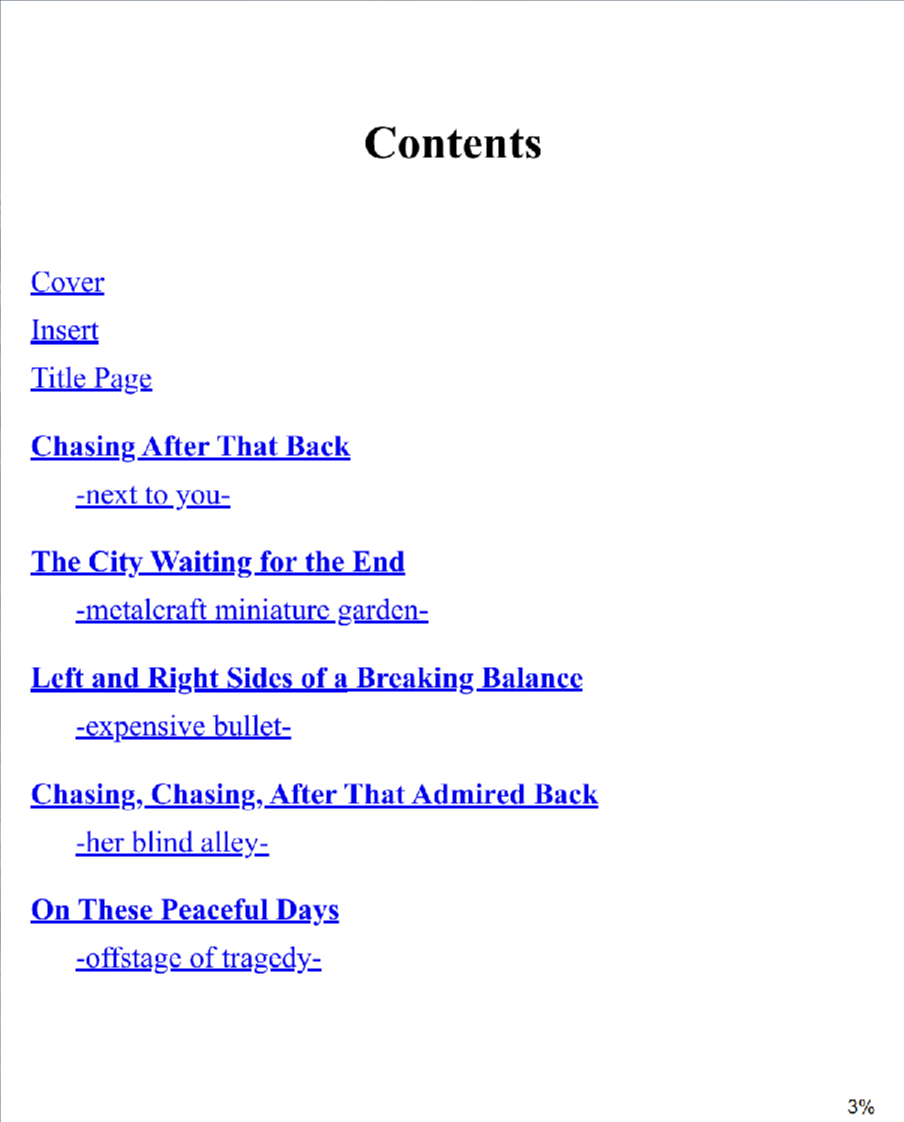 Contents
Cover
Insert
Title Page
Chasing After That Back
-next to you-
The City Waiting for the End
-metalcraft miniature garden-
Left and Right Sides of a Breaking Balance
-expensive bullet-
Chasing, Chasing, After That Admired Back
-her blind alley-
On These Peaceful Days
-offstage of tragedy-
3%